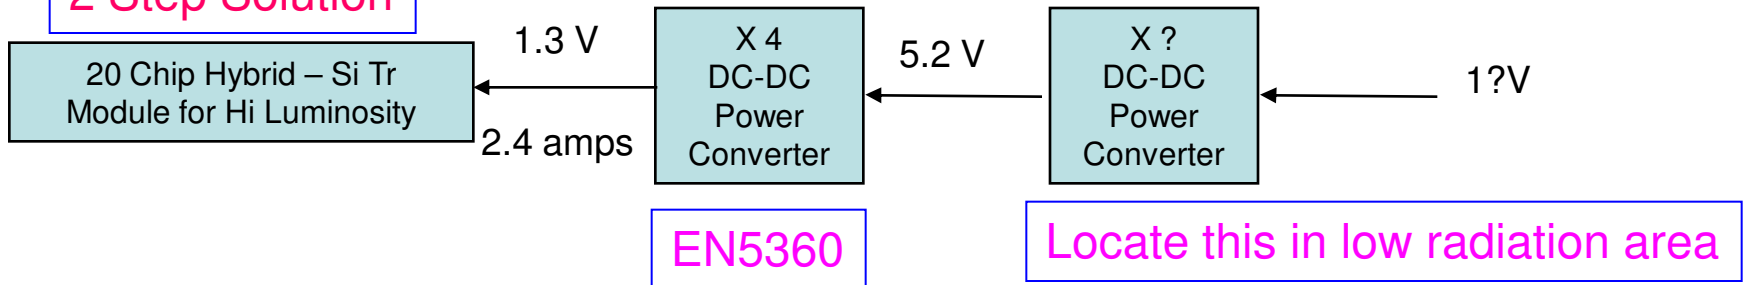 2 Step Solution
20 Chip Hybrid – Si Tr
Module for Hi Luminosity
1.3 V
2.4 amps
X 4
DC-DC
Power
Converter
5.2 V
X ?
DC-DC
Power
Converter
1?V
EN5360
Locate this in low radiation area